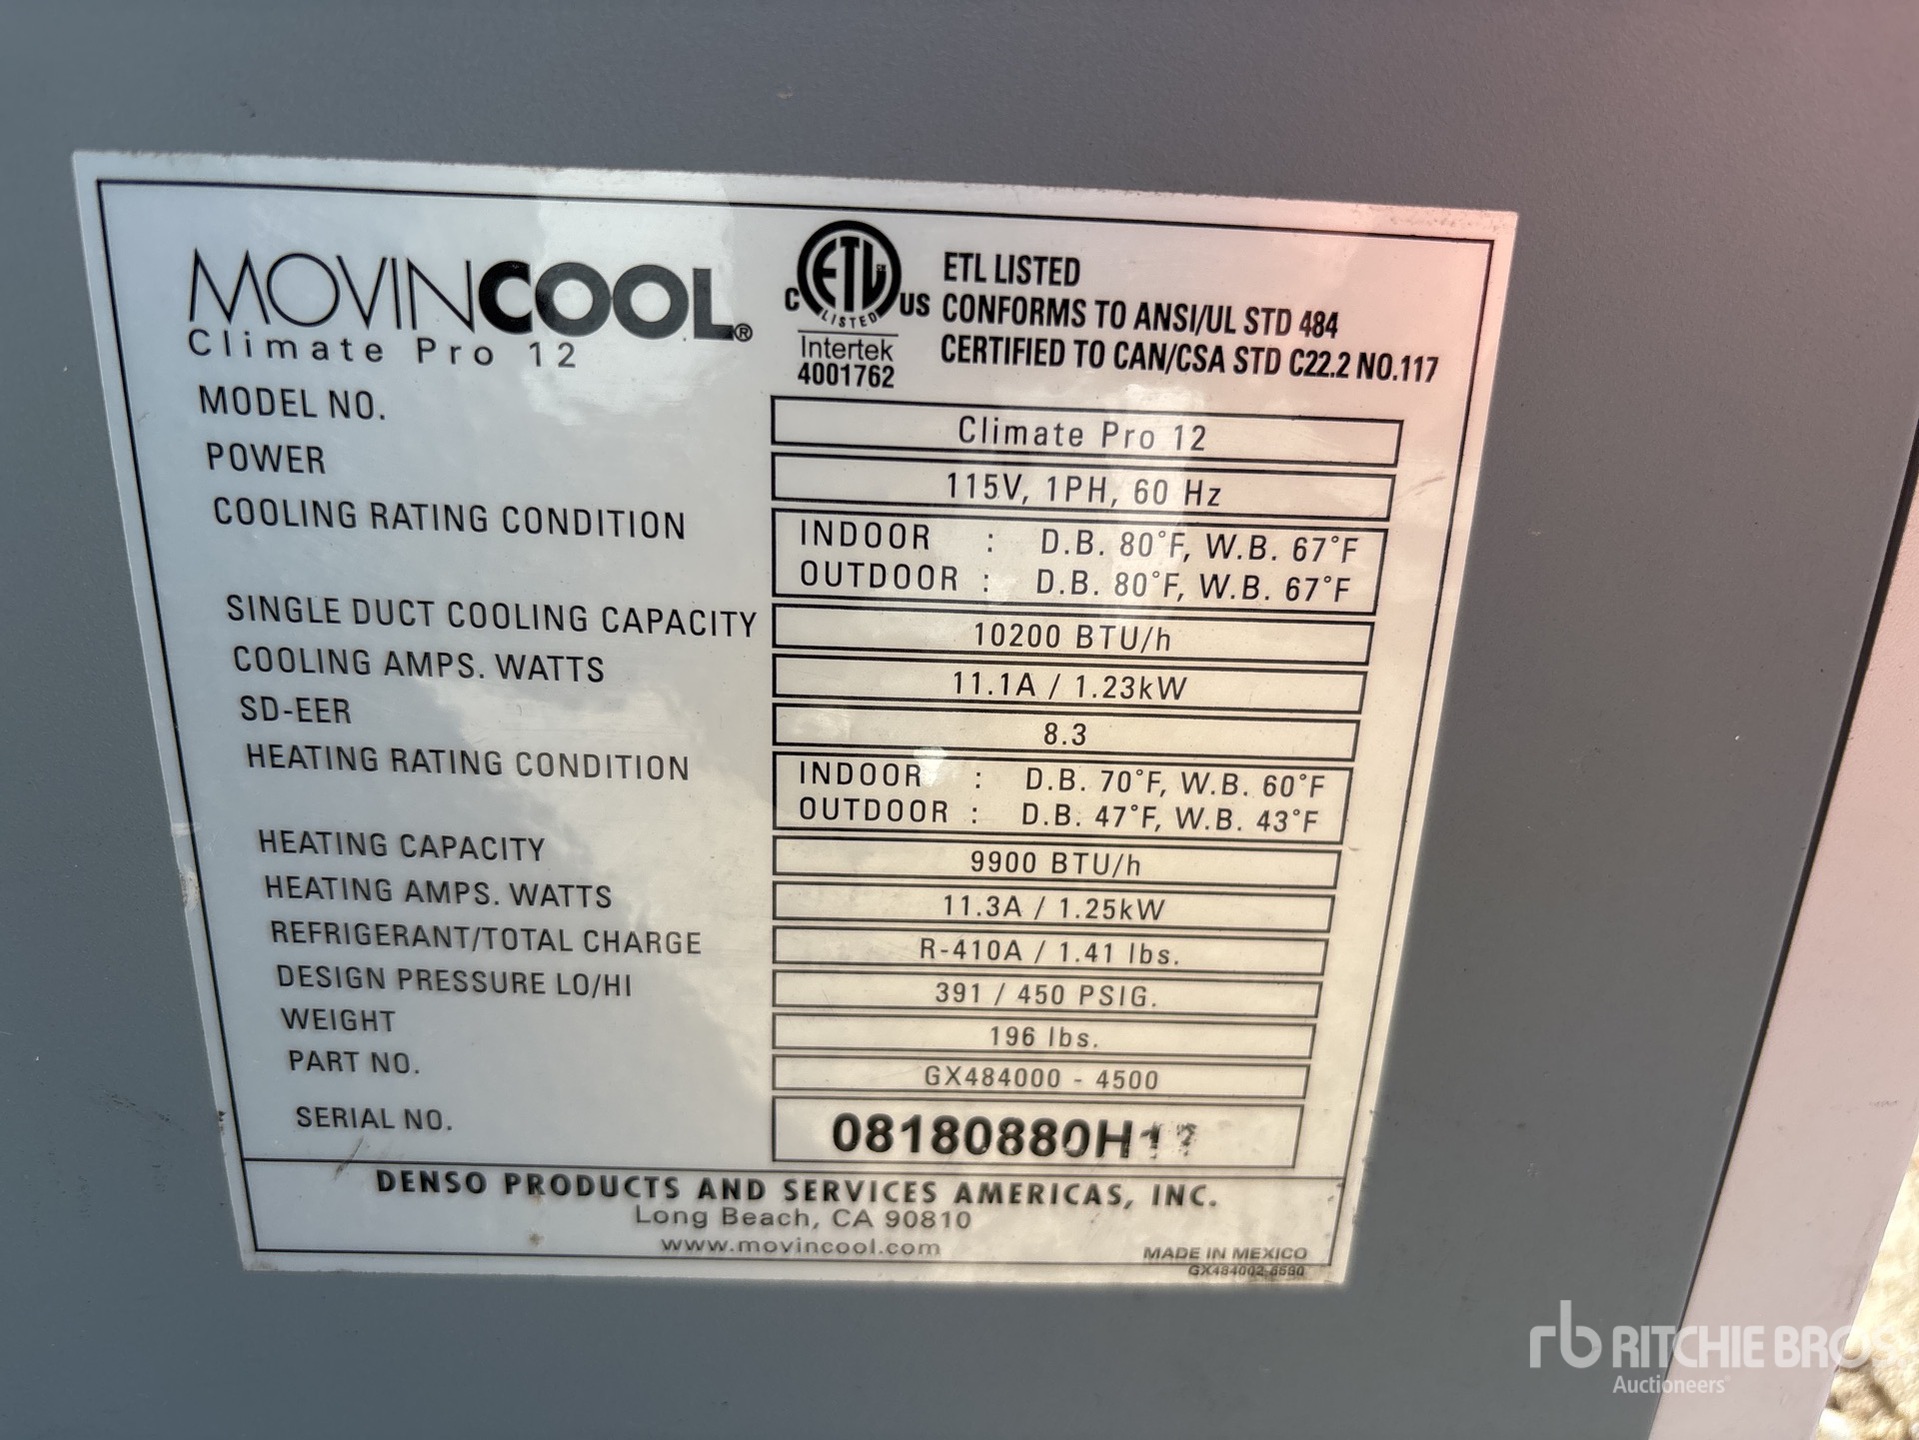 MOVINCOOL®
Climate Pro 12
C ETL CM US
LISTED
Intertek
4001762
ETL LISTED
CONFORMS TO ANSI/UL STD 484
CERTIFIED TO CAN/CSA STD C22.2 NO.117
MODEL NO. Climate Pro 12
POWER 115V, 1PH, 60 Hz
COOLING RATING CONDITION INDOOR : D.B. 80°F, W.B. 67°F
OUTDOOR : D.B. 80°F, W.B. 67°F
SINGLE DUCT COOLING CAPACITY 10200 BTU/h
COOLING AMPS. WATTS 11.1A / 1.23kW
SD-EER 8.3
HEATING RATING CONDITION INDOOR : D.B. 70°F, W.B. 60°F
OUTDOOR : D.B. 47°F, W.B. 43°F
HEATING CAPACITY 9900 BTU/h
HEATING AMPS. WATTS 11.3A / 1.25kW
REFRIGERANT/TOTAL CHARGE R-410A / 1.41 lbs.
DESIGN PRESSURE LO/HI 391 / 450 PSIG.
WEIGHT 196 lbs.
PART NO. GX484000 - 4500
SERIAL NO.
DENSO PRODUCTS AND SERVICES AMERICAS, INC.
Long Beach, CA 90810
www.movincool.com
MADE IN MEXICO
rb RITCHIE BROS.
Auctioneers